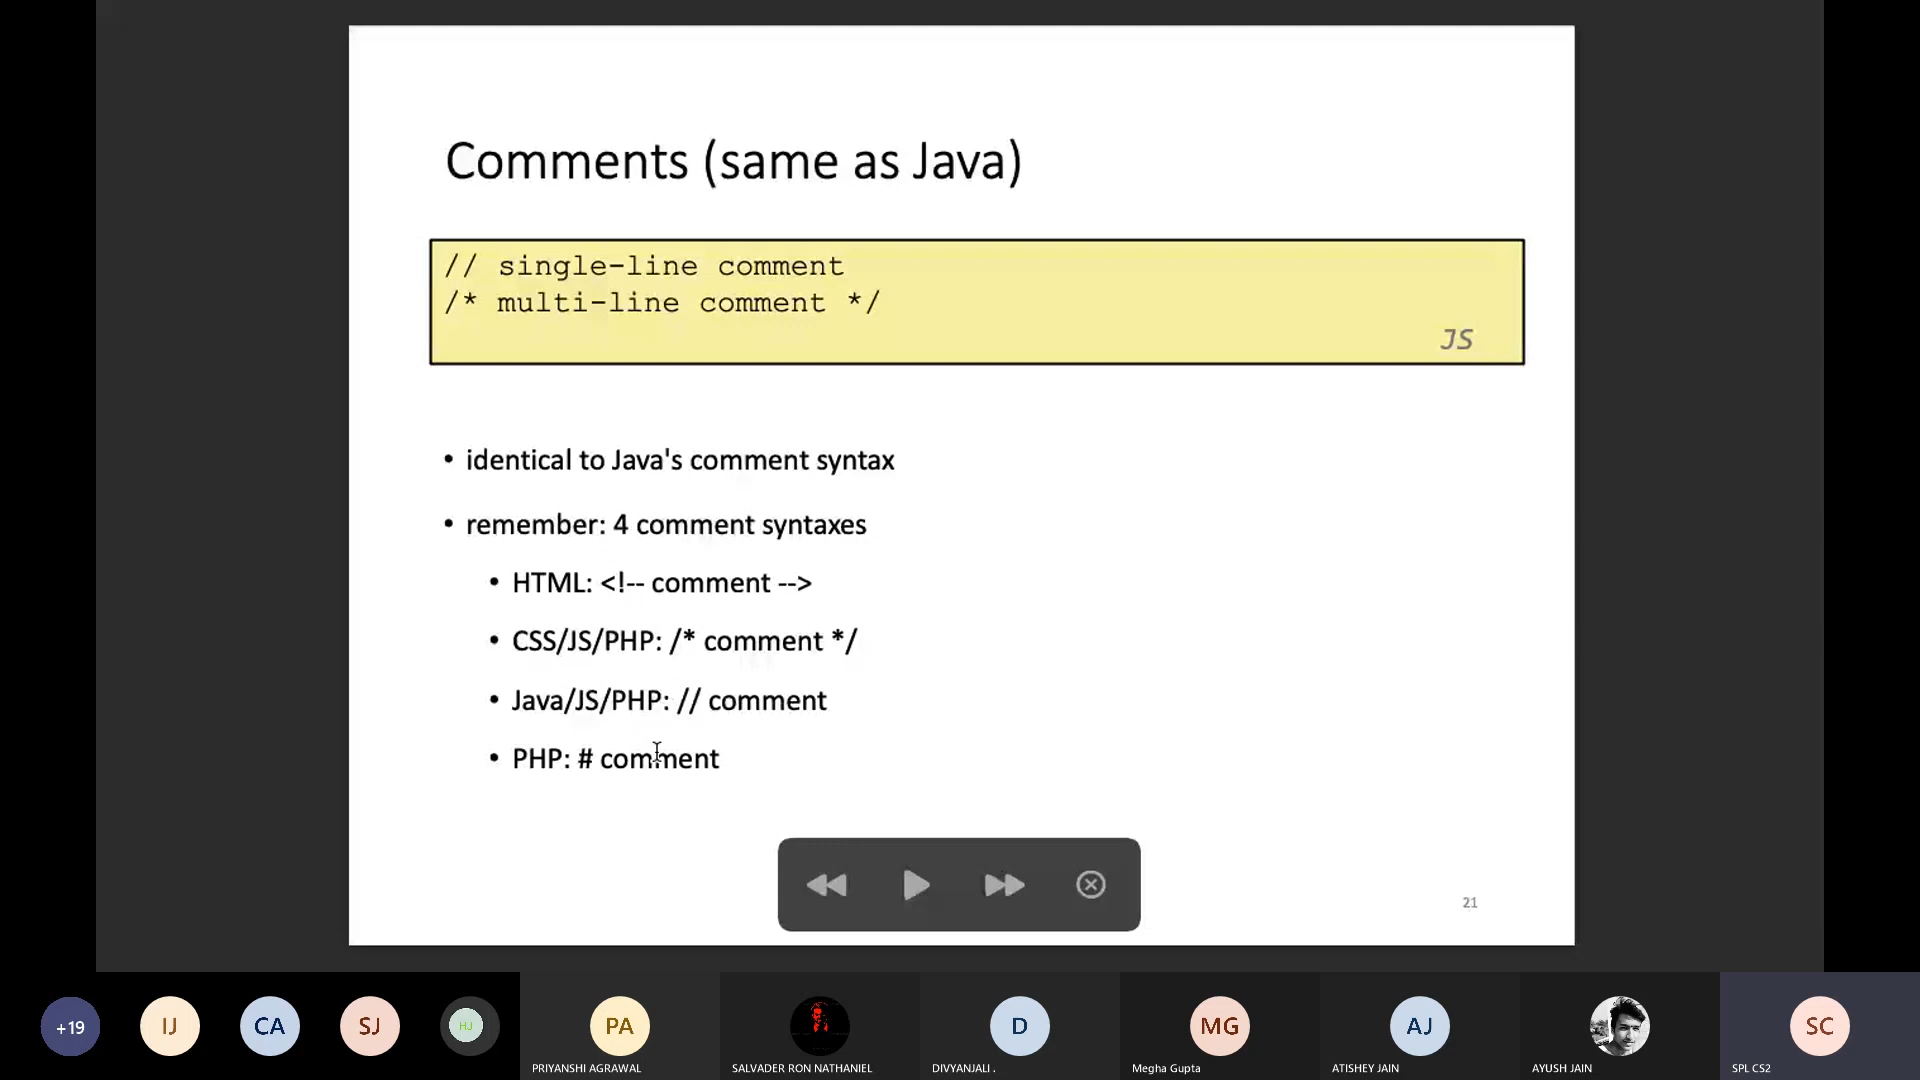 Comments (same as Java)
// single-line comment
/* multi-line comment */
JS
• identical to Java's comment syntax
• remember: 4 comment syntaxes
• HTML: <!-- comment -->
• CSS/JS/PHP: /* comment */
• Java/JS/PHP: // comment
• PHP: # comment
21
+19 IJ CA SJ HJ PA D MG AJ SC
PRIYANSHI AGRAWAL SALVADER RON NATHANIEL DIVYANJALI . Megha Gupta ATISHEY JAIN AYUSH JAIN SPL CS2